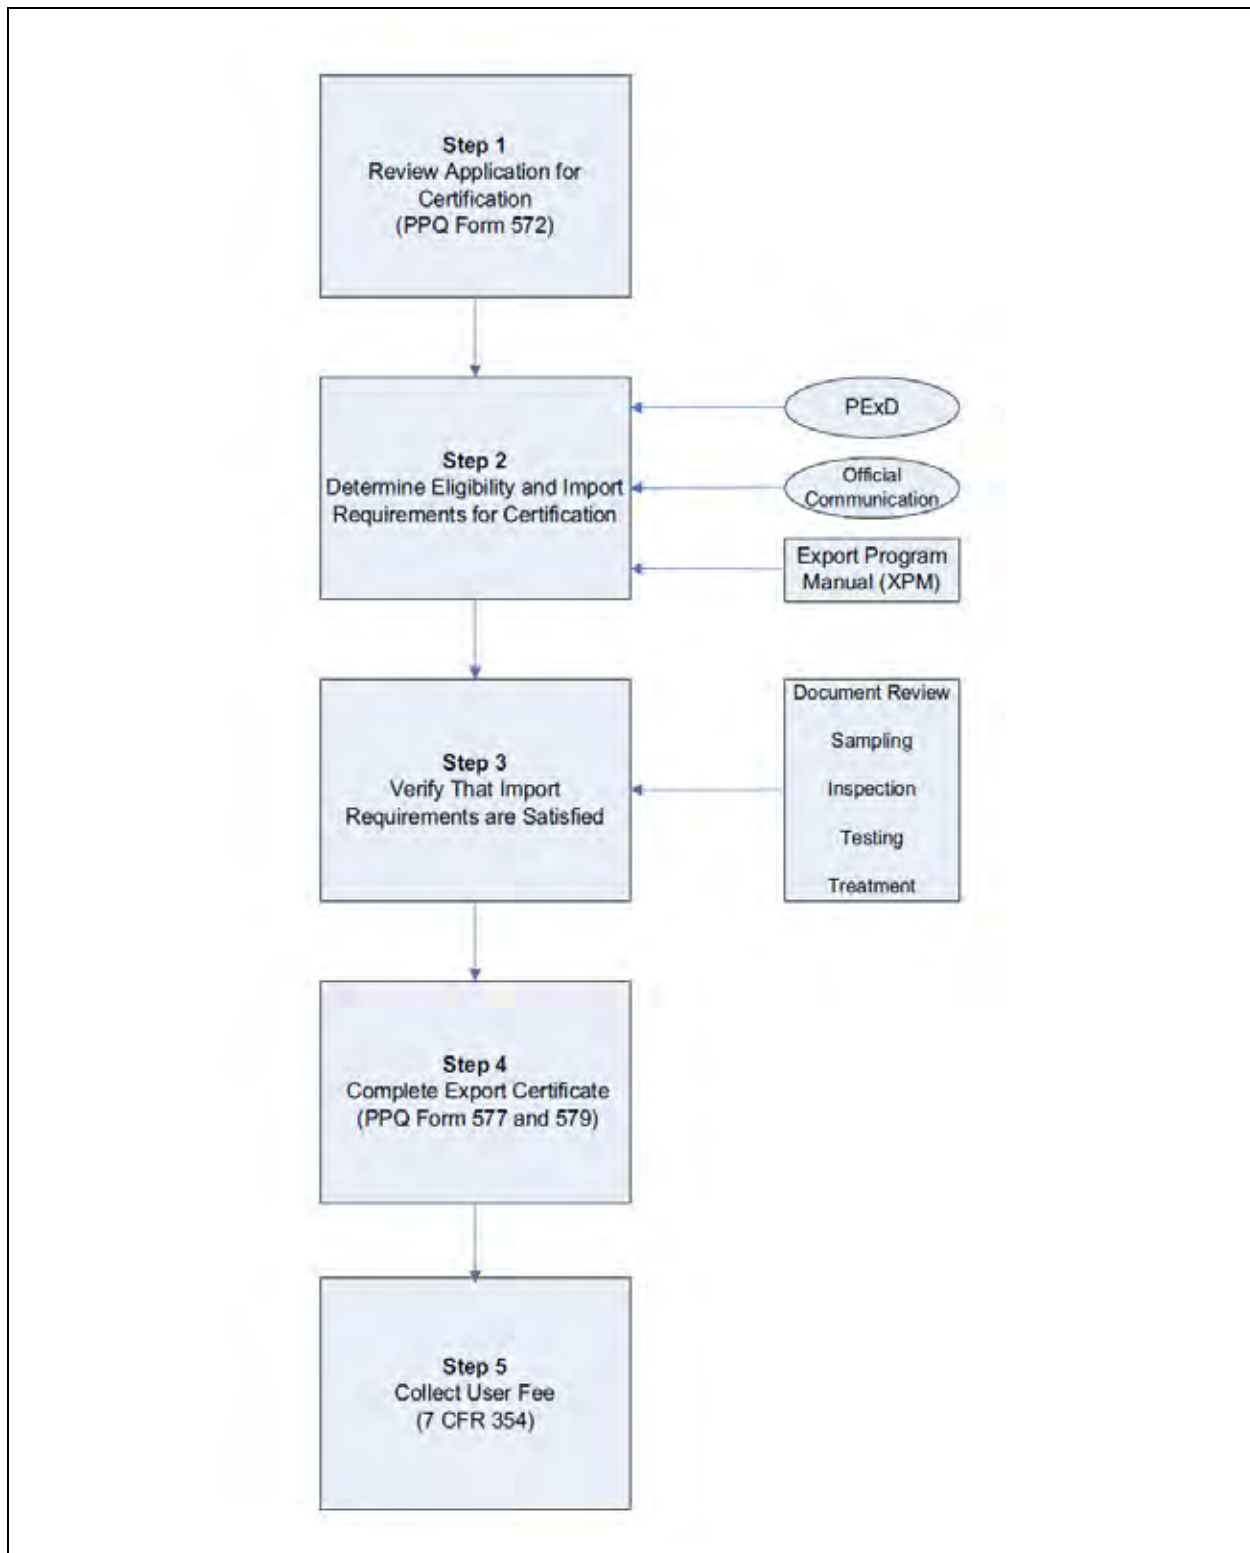 Step 1
Review Application for
Certification
(PPQ Form 572)
Step 2
Determine Eligibility and Import
Requirements for Certification
PExD
Official
Communication
Export Program
Manual (XPM)
Step 3
Verify That Import
Requirements are Satisfied
Document Review
Sampling
Inspection
Testing
Treatment
Step 4
Complete Export Certificate
(PPQ Form 577 and 579)
Step 5
Collect User Fee
(7 CFR 354)